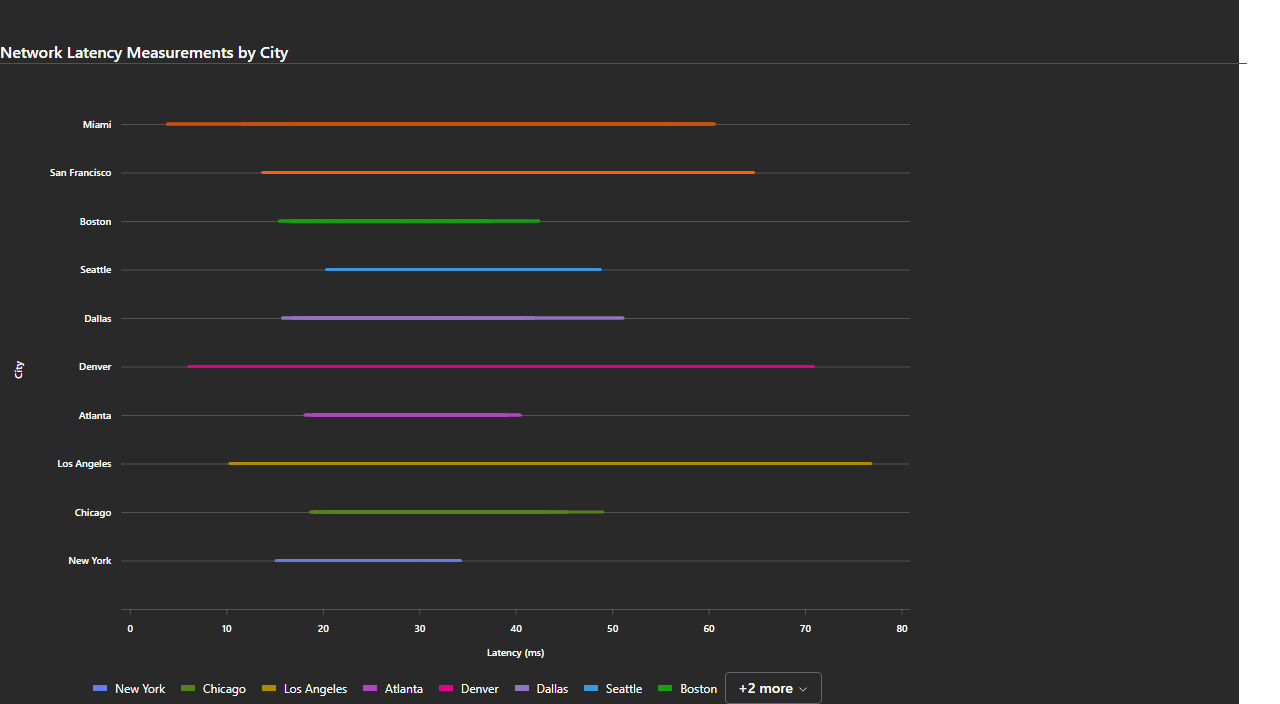 Network Latency Measurements by City
Miami
San Francisco
Boston
Seattle
Dallas
Denver
City
Atlanta
Los Angeles
Chicago
New York
0 10 20 30 40 50 60 70 80
Latency (ms)
New York Chicago Los Angeles Atlanta Denver Dallas Seattle Boston +2 more